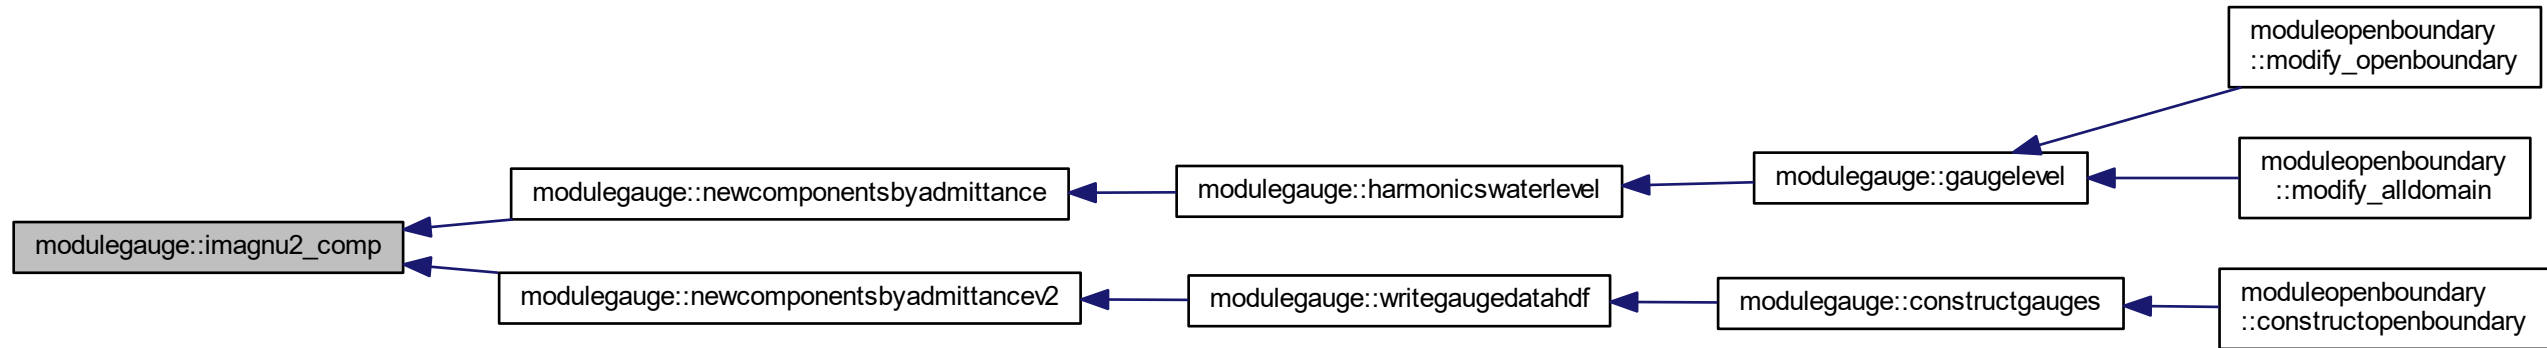 moduleopenboundary
::modify_openboundary
moduleopenboundary
::modify_alldomain
modulegauge::gaugelevel
modulegauge::harmonicswaterlevel
modulegauge::newcomponentsbyadmittance
modulegauge::imagnu2_comp
modulegauge::newcomponentsbyadmittancev2
modulegauge::writegaugedatahdf
modulegauge::constructgauges
moduleopenboundary
::constructopenboundary